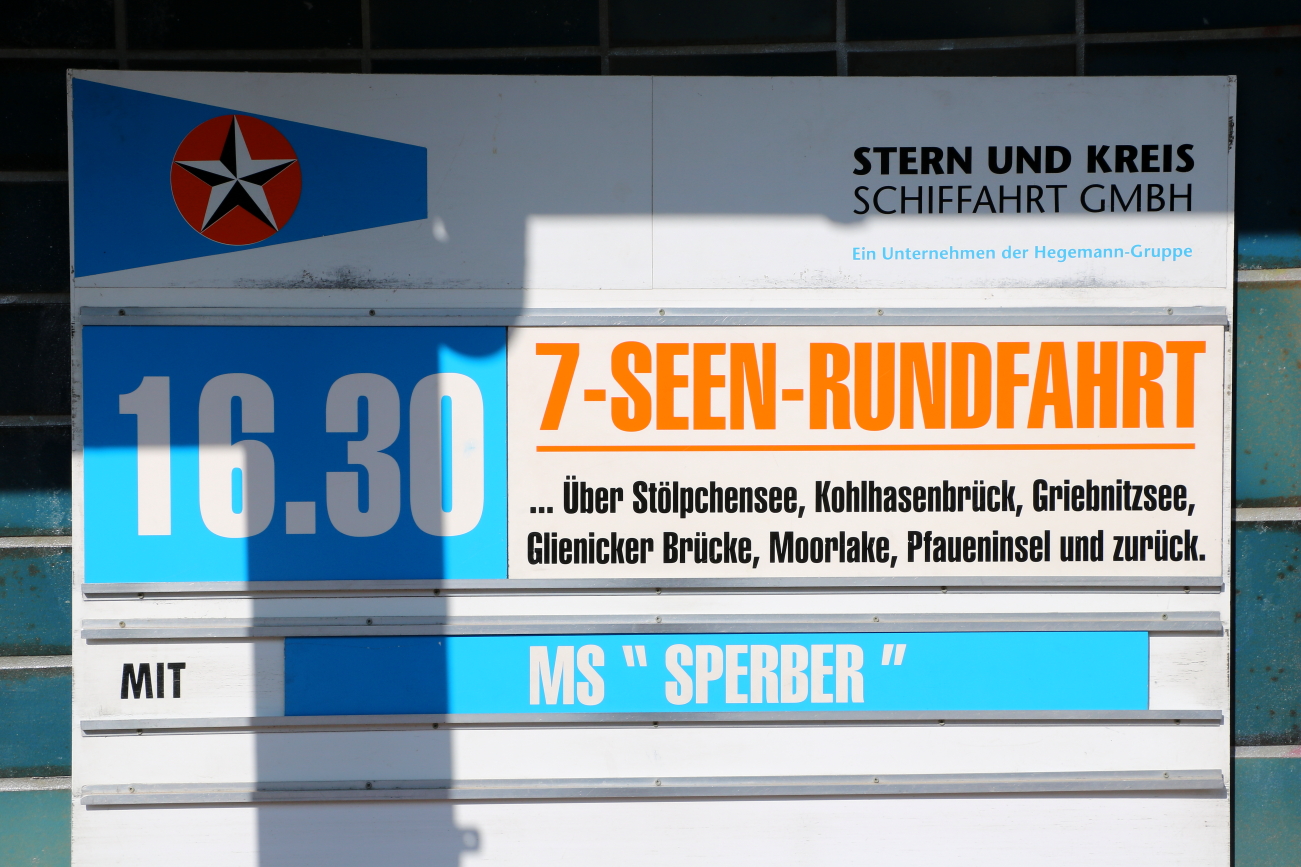 STERN UND KREIS
SCHIFFAHRT GMBH
Ein Unternehmen der Hegemann-Gruppe
16.30
7-SEEN-RUNDFAHRT
... Über Stölpchensee, Kohlhasenbrück, Griebnitzsee,
Glienicker Brücke, Moorlake, Pfaueninsel und zurück.
MIT
MS “ SPERBER ”